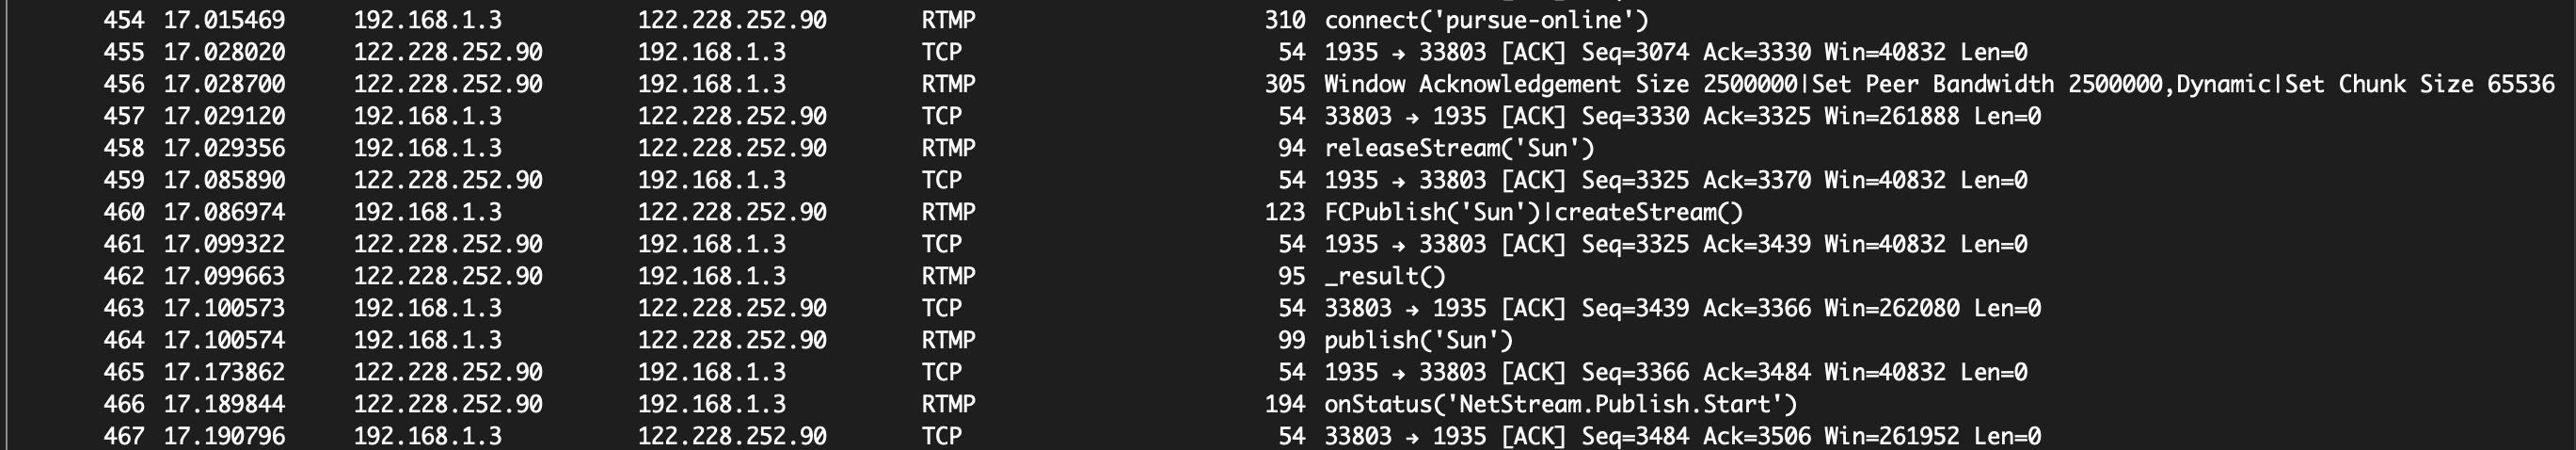 454 17.015469 192.168.1.3 122.228.252.90 RTMP 310 connect('pursue-online')
455 17.028020 122.228.252.90 192.168.1.3 TCP 54 1935 → 33803 [ACK] Seq=3074 Ack=3330 Win=40832 Len=0
456 17.028700 122.228.252.90 192.168.1.3 RTMP 305 Window Acknowledgement Size 2500000|Set Peer Bandwidth 2500000,Dynamic|Set Chunk Size 65536
457 17.029120 192.168.1.3 122.228.252.90 TCP 54 33803 → 1935 [ACK] Seq=3330 Ack=3325 Win=261888 Len=0
458 17.029356 192.168.1.3 122.228.252.90 RTMP 94 releaseStream('Sun')
459 17.085890 122.228.252.90 192.168.1.3 TCP 54 1935 → 33803 [ACK] Seq=3325 Ack=3370 Win=40832 Len=0
460 17.086974 192.168.1.3 122.228.252.90 RTMP 123 FCPublish('Sun')|createStream()
461 17.099322 122.228.252.90 192.168.1.3 TCP 54 1935 → 33803 [ACK] Seq=3325 Ack=3439 Win=40832 Len=0
462 17.099663 122.228.252.90 192.168.1.3 RTMP 95 _result()
463 17.100573 192.168.1.3 122.228.252.90 TCP 54 33803 → 1935 [ACK] Seq=3439 Ack=3366 Win=262080 Len=0
464 17.100574 192.168.1.3 122.228.252.90 RTMP 99 publish('Sun')
465 17.173862 122.228.252.90 192.168.1.3 TCP 54 1935 → 33803 [ACK] Seq=3366 Ack=3484 Win=40832 Len=0
466 17.189844 122.228.252.90 192.168.1.3 RTMP 194 onStatus('NetStream.Publish.Start')
467 17.190796 192.168.1.3 122.228.252.90 TCP 54 33803 → 1935 [ACK] Seq=3484 Ack=3506 Win=261952 Len=0